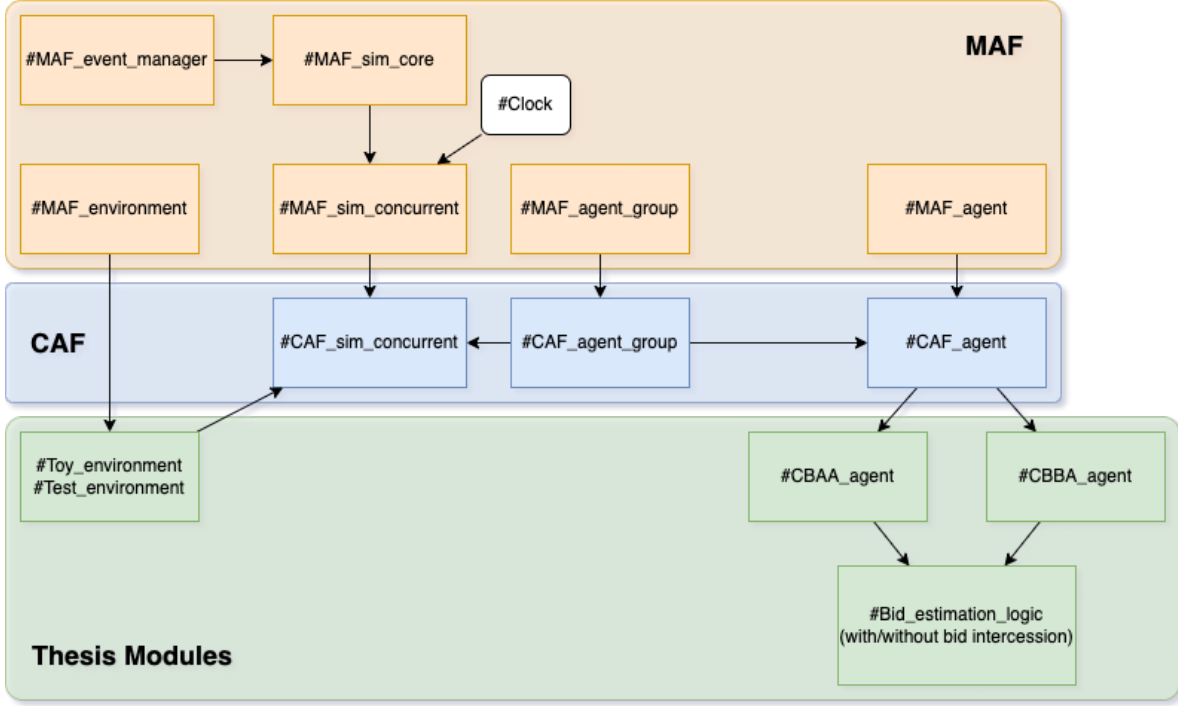 MAF
#MAF_event_manager
#MAF_sim_core
#Clock
#MAF_environment
#MAF_sim_concurrent
#MAF_agent_group
#MAF_agent
CAF
#CAF_sim_concurrent
#CAF_agent_group
#CAF_agent
#Toy_environment
#Test_environment
#CBAA_agent
#CBBA_agent
#Bid_estimation_logic
(with/without bid intercession)
Thesis Modules